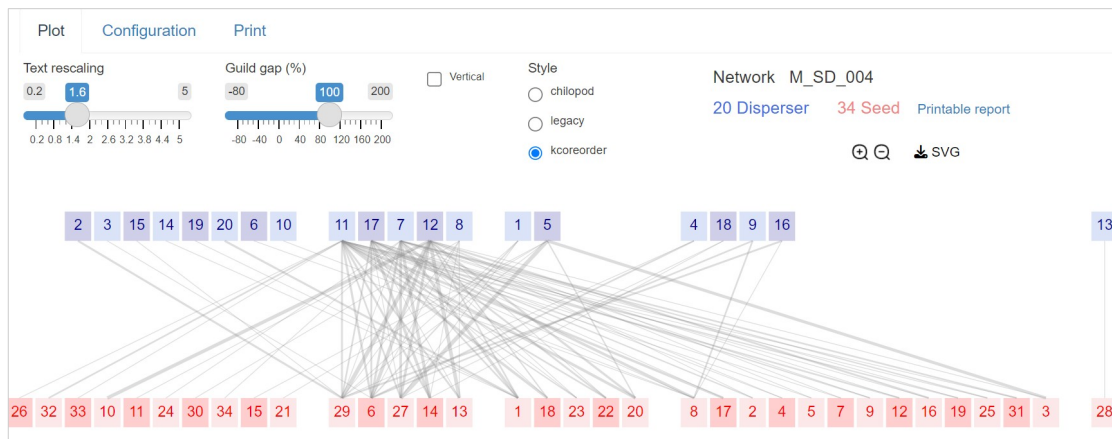 Plot Configuration Print
Text rescaling
0.2 1.6 5
0.2 0.8 1.4 2 2.6 3.2 3.8 4.4 5
Guild gap (%)
-80 100 200
-80 -40 0 40 80 120 160 200
Vertical
Style
chilopod
legacy
kcoreorder
Network M_SD_004
20 Disperser 34 Seed Printable report
SVG
2 3 15 14 19 20 6 10 11 17 7 12 8 1 5 4 18 9 16 13
26 32 33 10 11 24 30 34 15 21 29 6 27 14 13 1 18 23 22 20 8 17 2 4 5 7 9 12 16 19 25 31 3 28